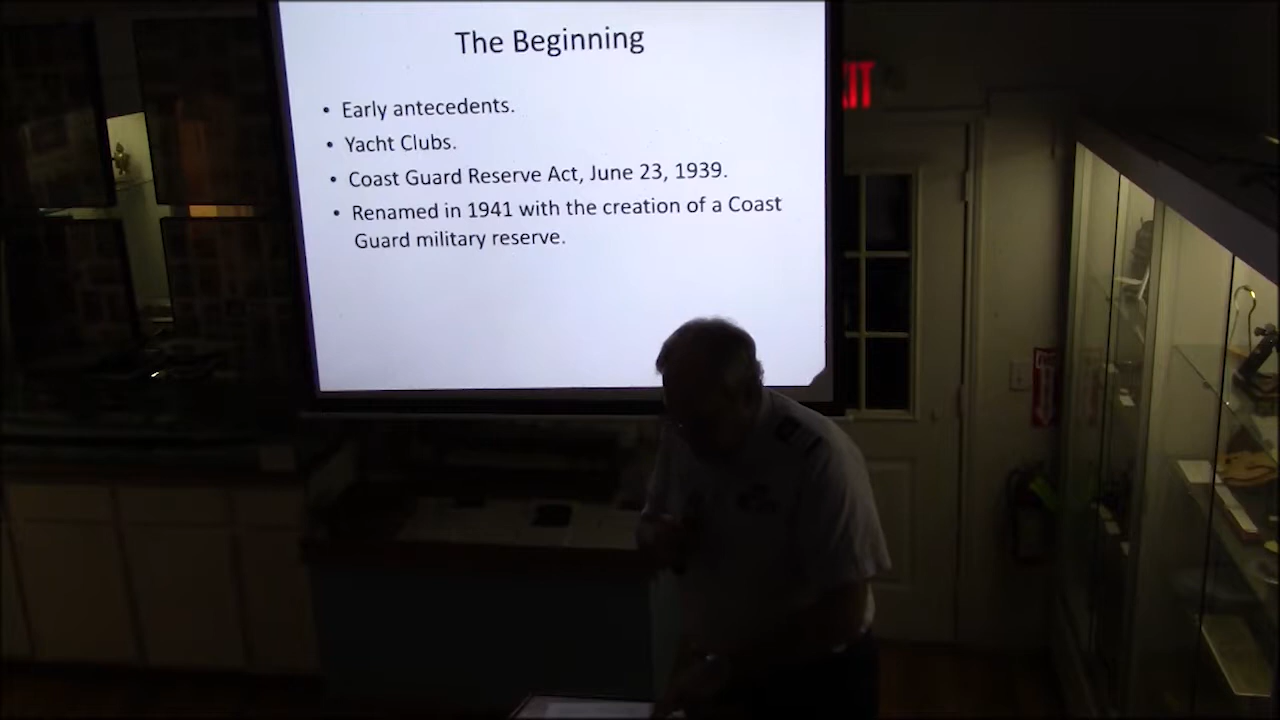 The Beginning
• Early antecedents.
• Yacht Clubs.
• Coast Guard Reserve Act, June 23, 1939.
• Renamed in 1941 with the creation of a Coast
Guard military reserve.